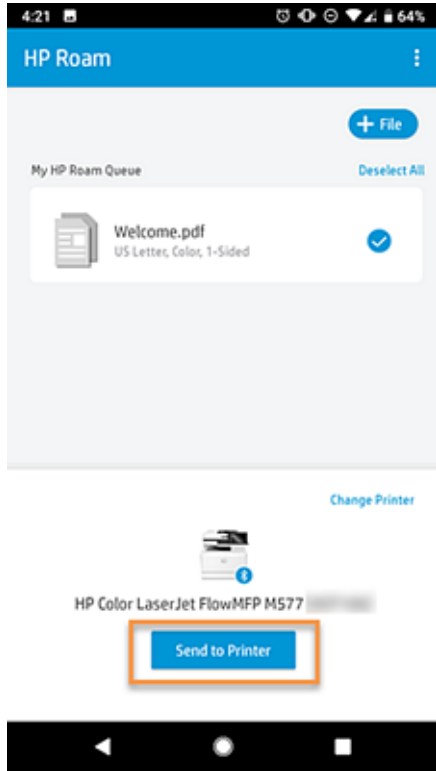 4:21 64%
HP Roam
+ File
My HP Roam Queue Deselect All
Welcome.pdf
US Letter, Color, 1-Sided
Change Printer
HP Color LaserJet FlowMFP M577
Send to Printer